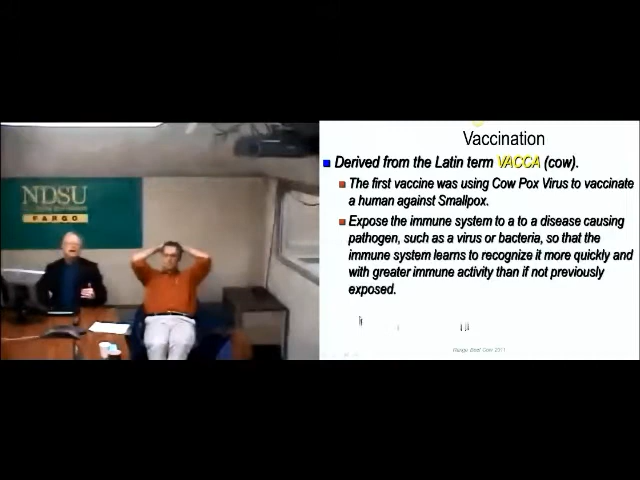 NDSU
FARGO
Vaccination
Derived from the Latin term VACCA (cow).
The first vaccine was using Cow Pox Virus to vaccinate
a human against Smallpox.
Expose the immune system to a to a disease causing
pathogen, such as a virus or bacteria, so that the
immune system learns to recognize it more quickly and
with greater immune activity than if not previously
exposed.
2011